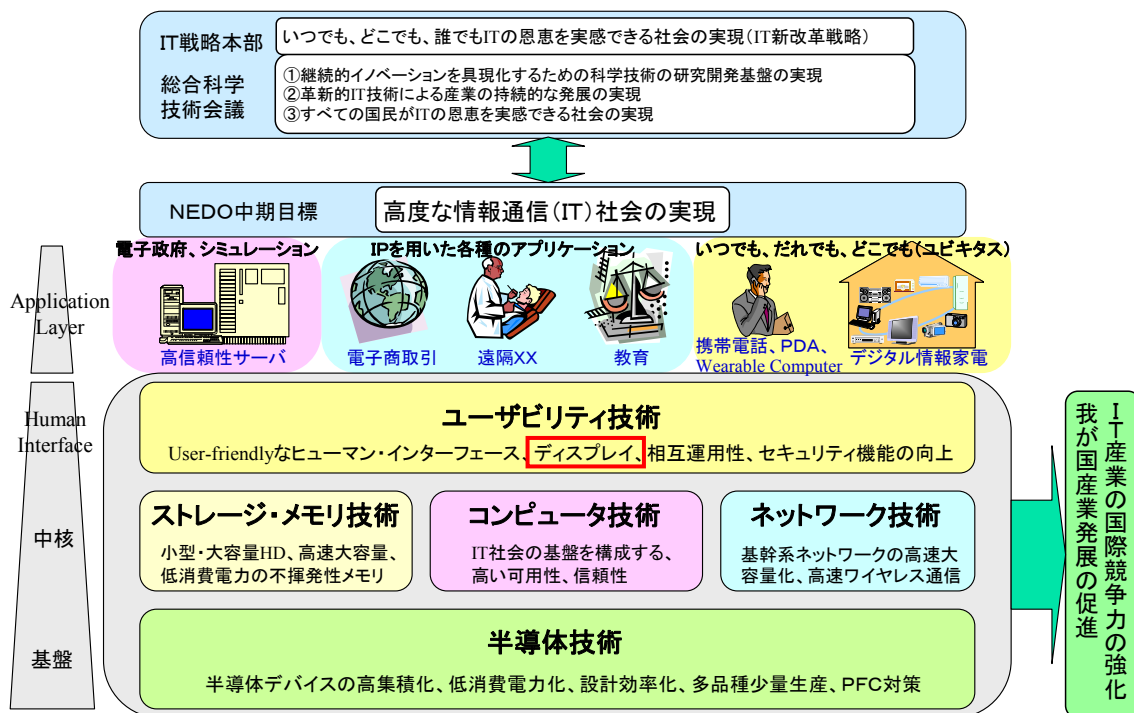 IT戦略本部
いつでも、どこでも、誰でもITの恩恵を実感できる社会の実現(IT新改革戦略)
総合科学
技術会議
①継続的イノベーションを具現化するための科学技術の研究開発基盤の実現
②革新的IT技術による産業の持続的な発展の実現
③すべての国民がITの恩恵を実感できる社会の実現
NEDO中期目標
高度な情報通信(IT)社会の実現
電子政府、シミュレーション
IPを用いた各種のアプリケーション
いつでも、だれでも、どこでも(ユビキタス)
Application
Layer
高信頼性サーバ
電子商取引
遠隔XX
教育
携帯電話、PDA、
Wearable Computer
デジタル情報家電
Human
Interface
ユーザビリティ技術
User-friendlyなヒューマン・インターフェース、ディスプレイ、相互運用性、セキュリティ機能の向上
中核
ストレージ・メモリ技術
小型・大容量HD、高速大容量、
低消費電力の不揮発性メモリ
コンピュータ技術
IT社会の基盤を構成する、
高い可用性、信頼性
ネットワーク技術
基幹系ネットワークの高速大
容量化、高速ワイヤレス通信
基盤
半導体技術
半導体デバイスの高集積化、低消費電力化、設計効率化、多品種少量生産、PFC対策
IT産業の国際競争力の強化
我が国産業発展の促進